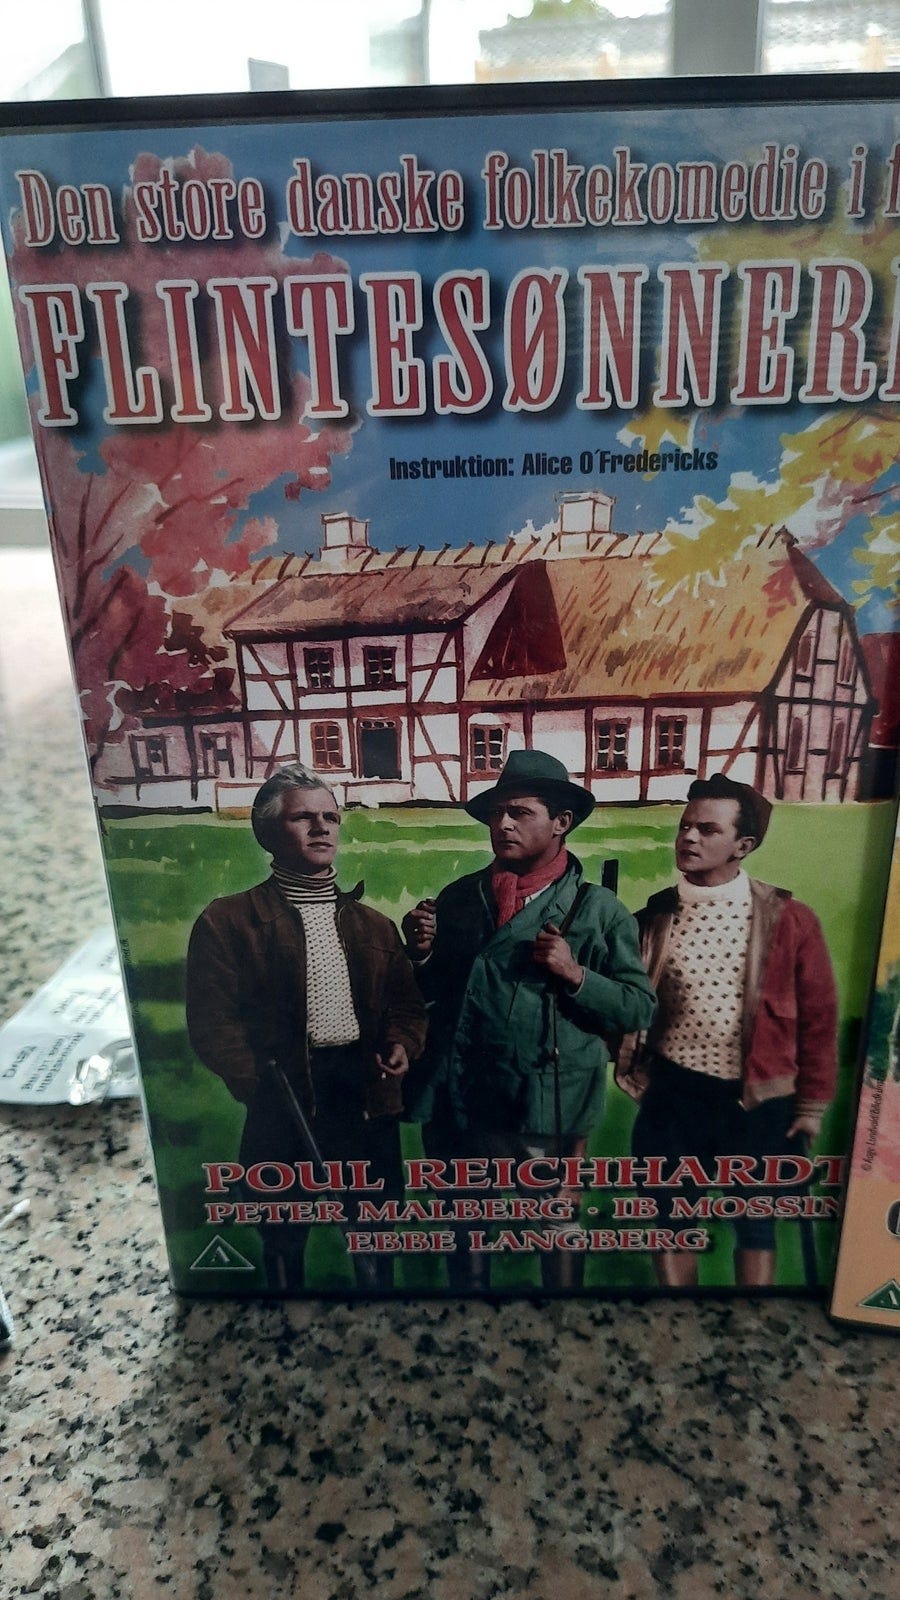 Den store danske folkekomedie i f
FLINTESØNNER
Instruktion: Alice O'Fredericks
POUL REICHHARDT
PETER MALBERG · IB MOSSIN
EBBE LANGBERG
A
A